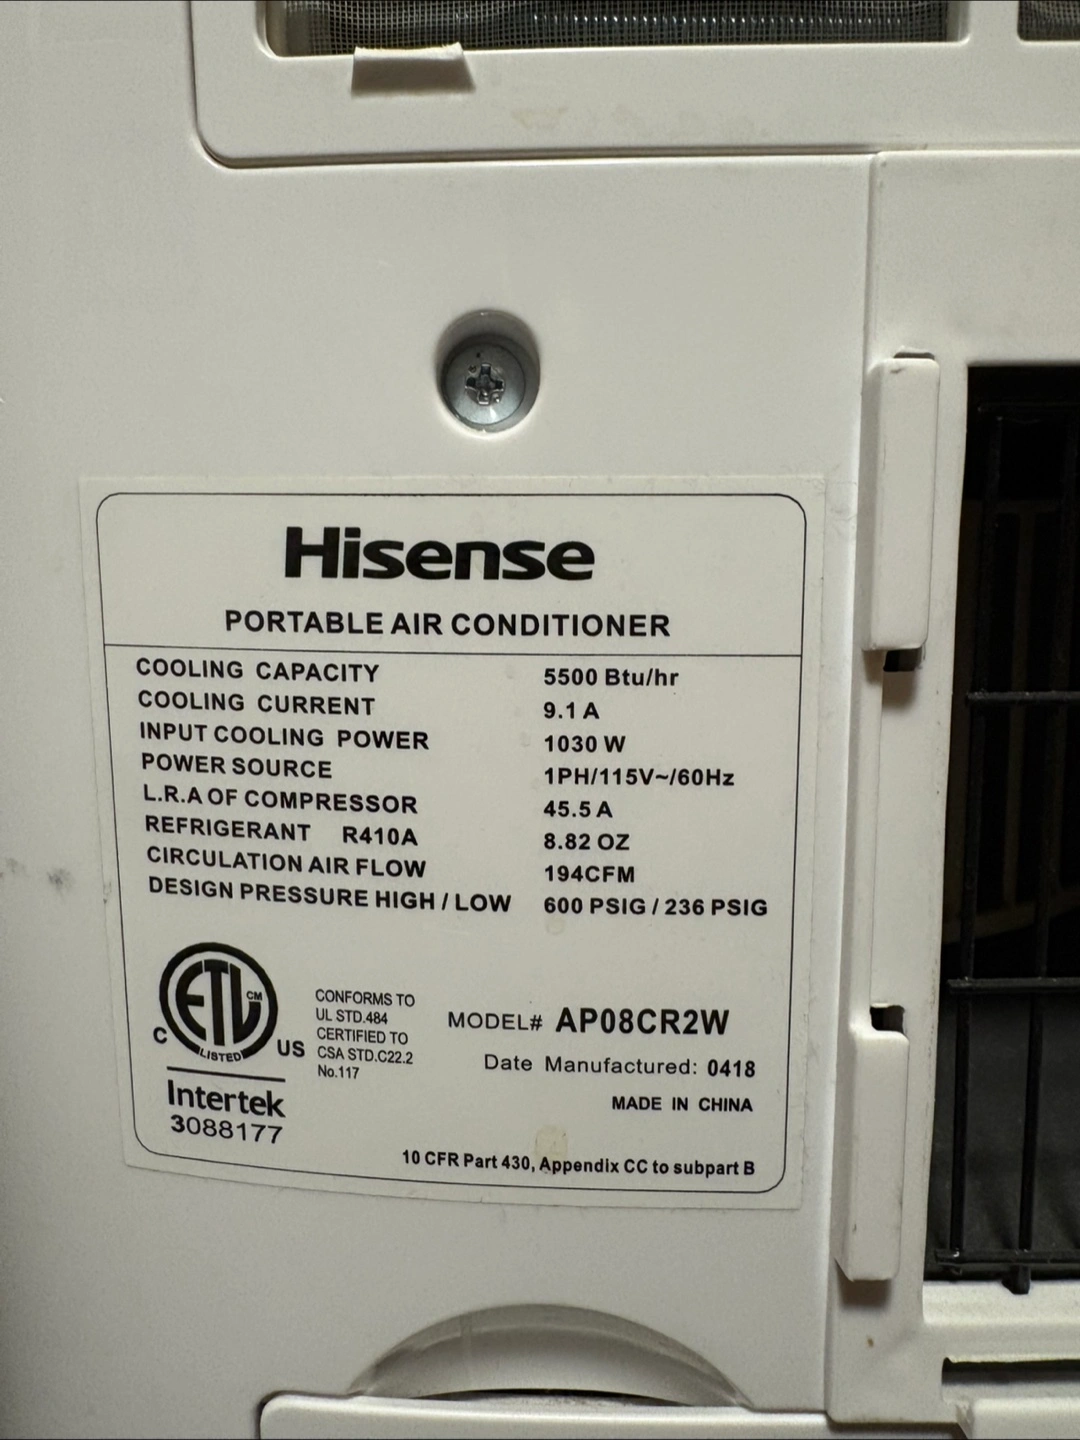 Hisense
PORTABLE AIR CONDITIONER
COOLING CAPACITY 5500 Btu/hr
COOLING CURRENT 9.1 A
INPUT COOLING POWER 1030 W
POWER SOURCE 1PH/115V~/60Hz
L.R.A OF COMPRESSOR 45.5 A
REFRIGERANT R410A 8.82 OZ
CIRCULATION AIR FLOW 194CFM
DESIGN PRESSURE HIGH / LOW 600 PSIG / 236 PSIG
ETL CM
LISTED
C US
Intertek
3088177
CONFORMS TO
UL STD.484
CERTIFIED TO
CSA STD.C22.2
No.117
MODEL# AP08CR2W
Date Manufactured: 0418
MADE IN CHINA
10 CFR Part 430, Appendix CC to subpart B